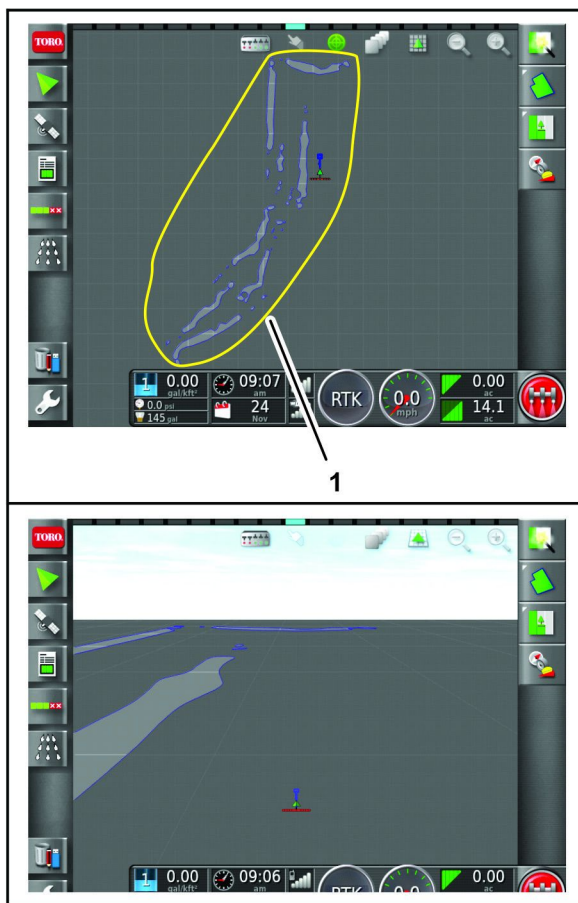 TORO.
1 0.00 gal/kft²
09:07 am
RTK
0.0 mph
0.00 ac
0.0 psi
145 gal
24 Nov
14.1 ac
1
TORO.
1 0.00
09:06 am
RTK
0.0
0.00 ac